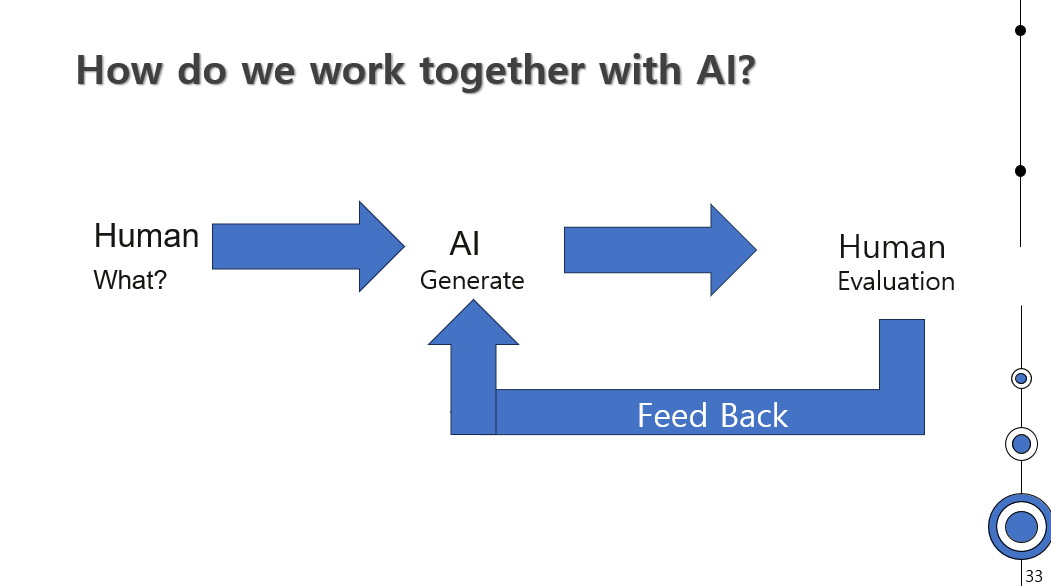 How do we work together with AI?
Human
What?
AI
Generate
Human
Evaluation
Feed Back
33